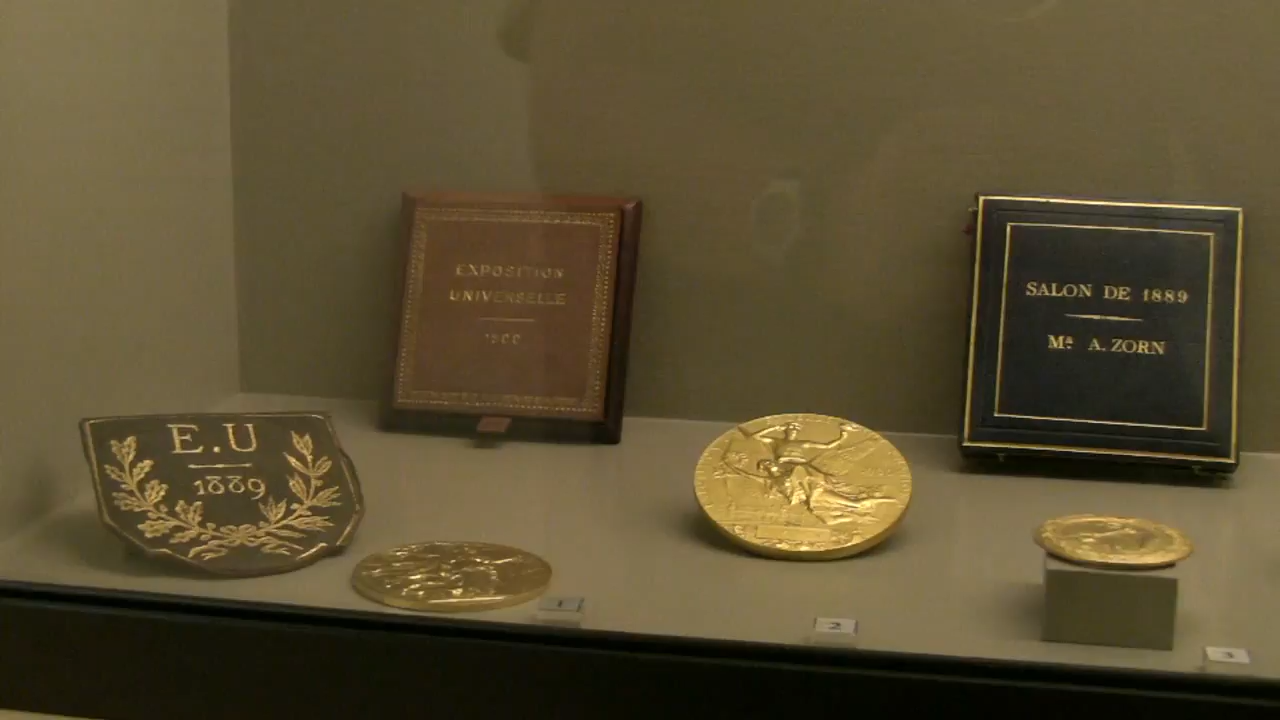 EXPOSITION
UNIVERSELLE
1900
SALON DE 1889
Mr. A. ZORN
E.U
1889
1
2
3